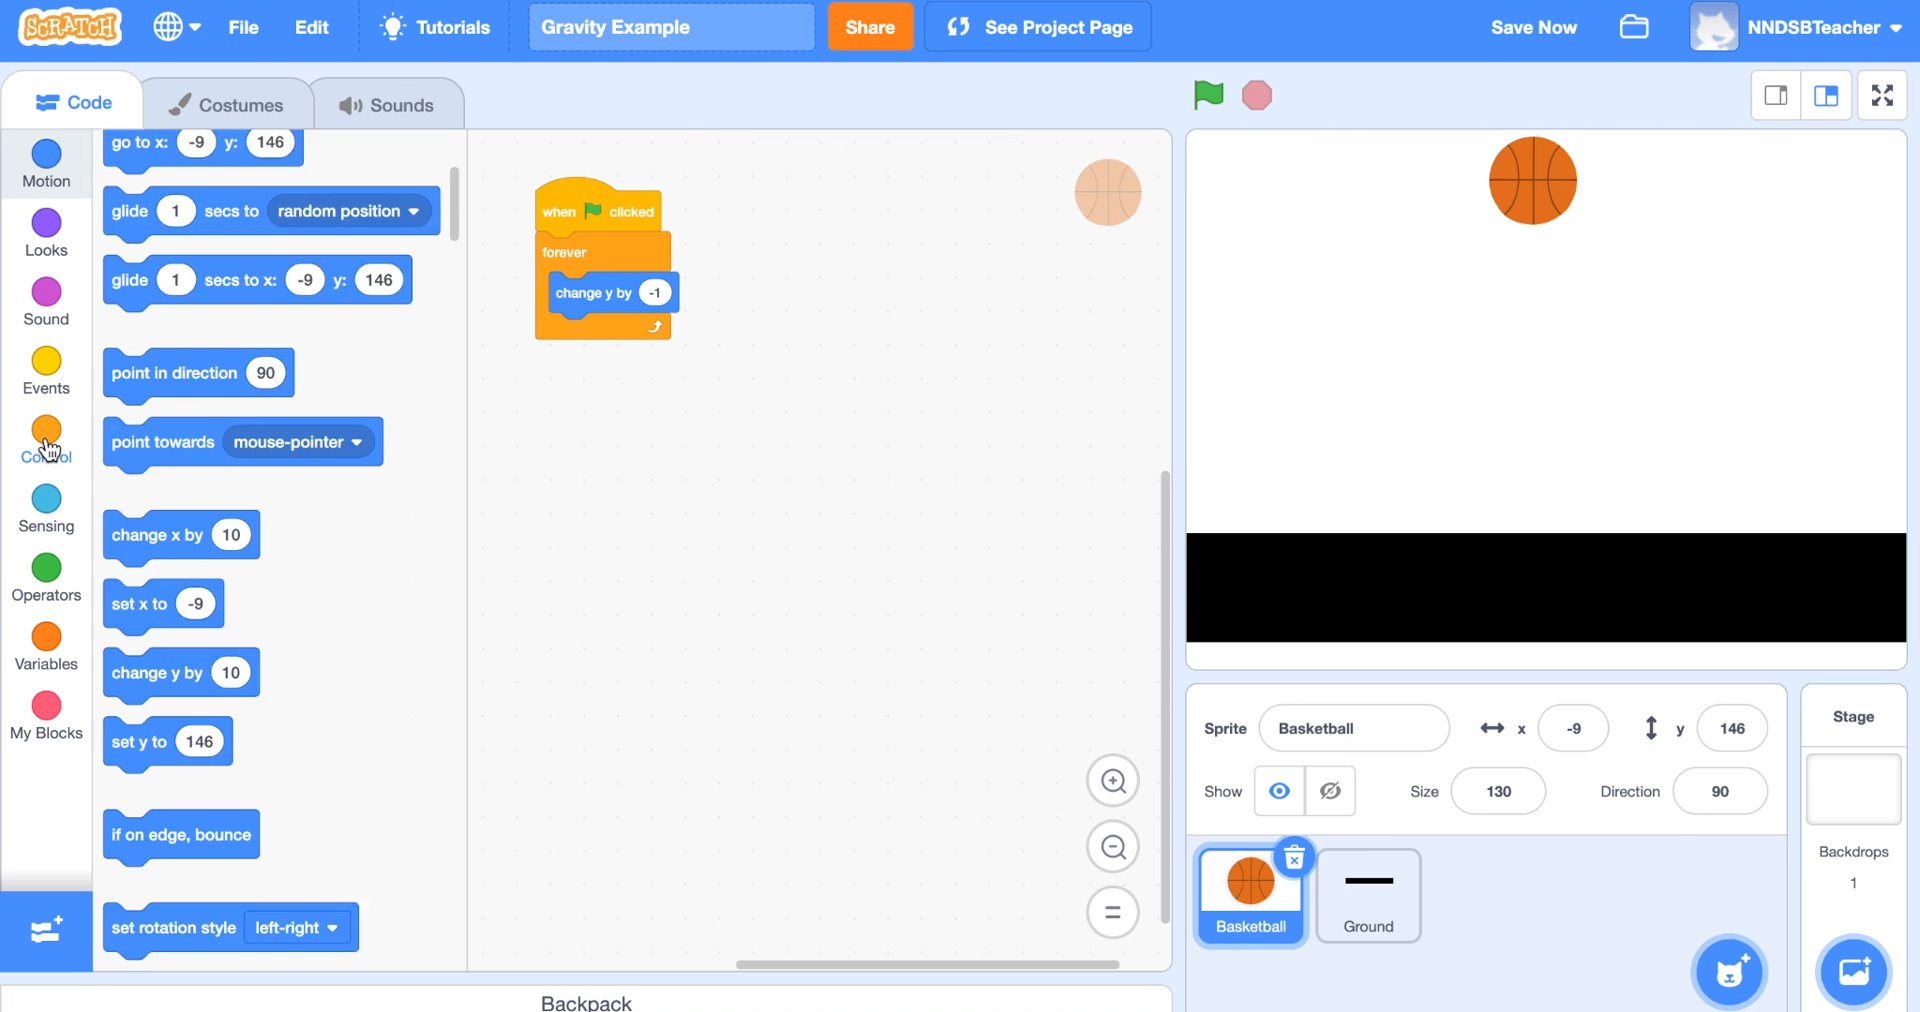 SCRATCH
File
Edit
Tutorials
Gravity Example
Share
See Project Page
Save Now
NNDSBTeacher
Code
Costumes
Sounds
Motion
Looks
Sound
Events
Control
Sensing
Operators
Variables
My Blocks
go to x: -9 y: 146
glide 1 secs to random position
glide 1 secs to x: -9 y: 146
point in direction 90
point towards mouse-pointer
change x by 10
set x to -9
change y by 10
set y to 146
if on edge, bounce
set rotation style left-right
when clicked
forever
change y by -1
Backpack
Sprite Basketball x -9 y 146
Show Size 130 Direction 90
Basketball
Ground
Stage
Backdrops
1